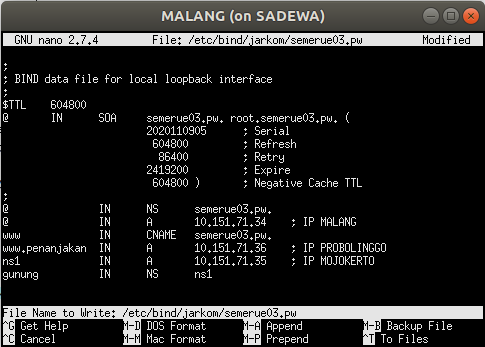 MALANG (on SADEWA)
GNU nano 2.7.4 File: /etc/bind/jarkom/semerue03.pw Modified
;
; BIND data file for local loopback interface
;
$TTL 604800
@ IN SOA semerue03.pw. root.semerue03.pw. (
2020110905 ; Serial
604800 ; Refresh
86400 ; Retry
2419200 ; Expire
604800 ) ; Negative Cache TTL
;
@ IN NS semerue03.pw.
@ IN A 10.151.71.34 ; IP MALANG
www IN CNAME semerue03.pw.
www.penanjakan IN A 10.151.71.36 ; IP PROBOLINGGO
ns1 IN A 10.151.71.35 ; IP MOJOKERTO
gunung IN NS ns1
File Name to Write: /etc/bind/jarkom/semerue03.pw
^G Get Help M-D DOS Format M-A Append M-B Backup File
^C Cancel M-M Mac Format M-P Prepend ^T To Files